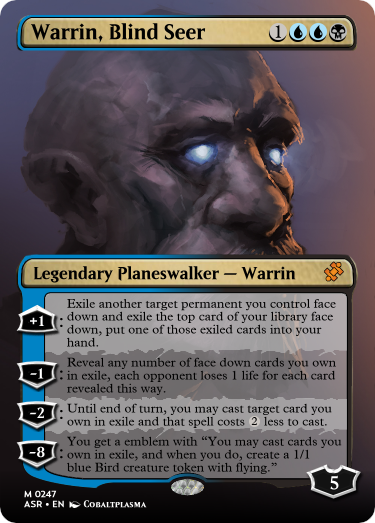 Warrin, Blind Seer 1
Legendary Planeswalker — Warrin
+1: Exile another target permanent you control face
down and exile the top card of your library face
down, put one of those exiled cards into your
hand.
-1: Reveal any number of face down cards you own
in exile, each opponent loses 1 life for each card
revealed this way.
-2: Until end of turn, you may cast target card you
own in exile and that spell costs 2 less to cast.
-8: You get a emblem with “You may cast cards you
own in exile, and when you do, create a 1/1
blue Bird creature token with flying.”
5
M 0247
ASR • EN Cobaltplasma